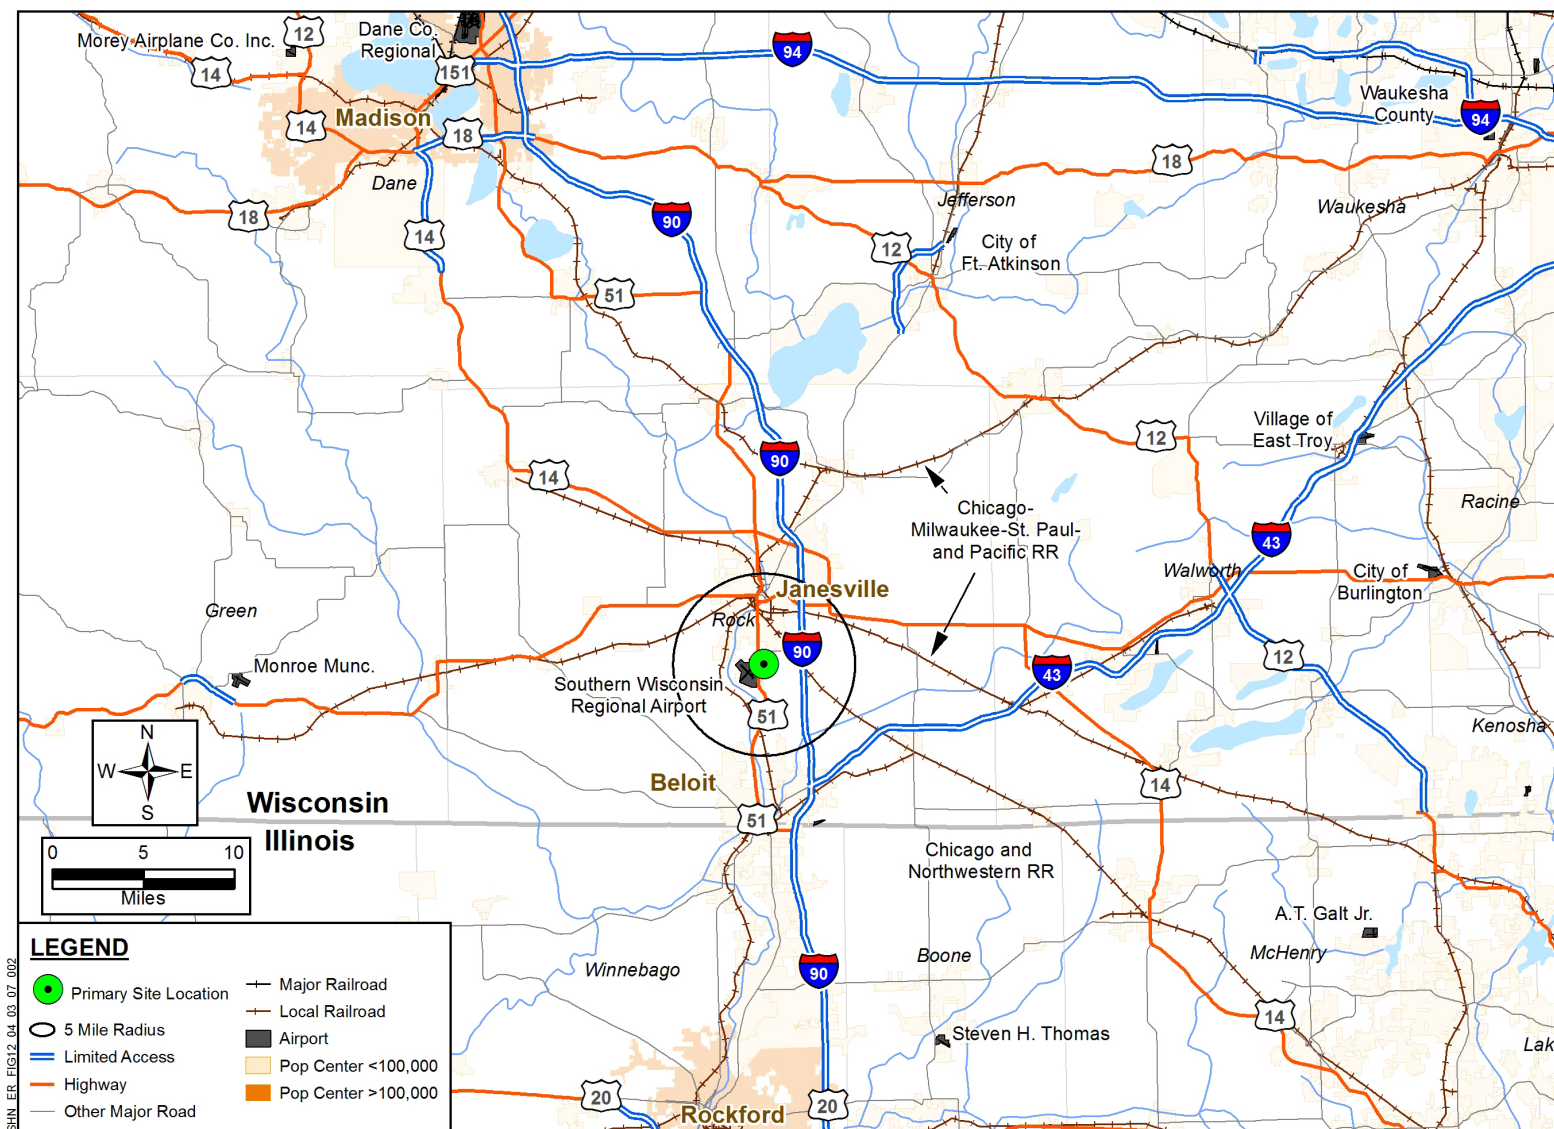 Morey Airplane Co. Inc.
12
Dane Co.
Regional
14
151
94
Waukesha
County
94
Madison
14
18
18
Dane
18
14
90
Jefferson
Waukesha
12
City of
Ft. Atkinson
51
Village of
East Troy
12
90
14
Racine
Chicago-
Milwaukee-St. Paul-
and Pacific RR
43
Walworth
City of
Burlington
Janesville
Green
Rock
90
12
Monroe Munc.
43
Southern Wisconsin
Regional Airport
51
Kenosha
Beloit
14
N
W
E
S
Wisconsin
Illinois
51
0
5
10
Miles
Chicago and
Northwestern RR
A.T. Galt Jr.
McHenry
Boone
Winnebago
90
14
Steven H. Thomas
Lak
20
20
Rockford
LEGEND
Primary Site Location
5 Mile Radius
Limited Access
Highway
Other Major Road
Major Railroad
Local Railroad
Airport
Pop Center <100,000
Pop Center >100,000
SHN ER FIG12 04 03 07 002